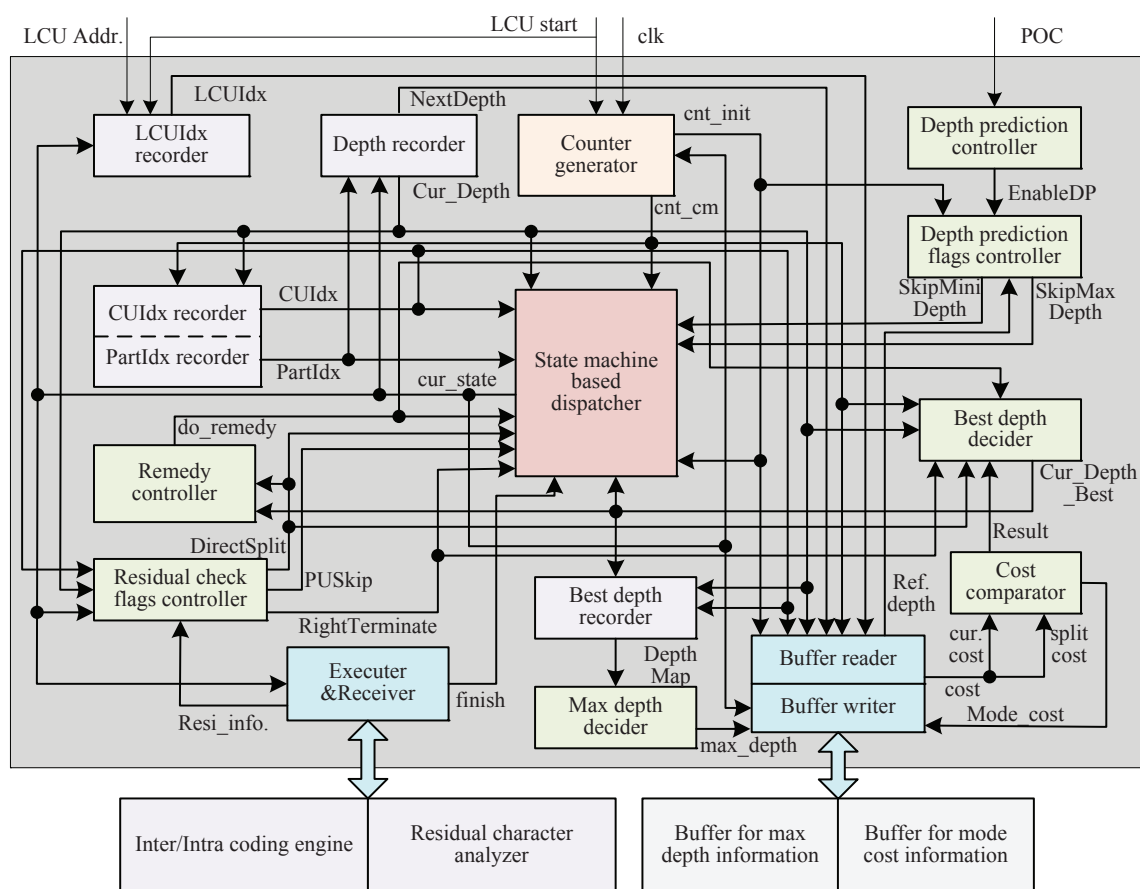 LCU start
LCU Addr.
clk
POC
LCUIdx
NextDepth
cnt_init
LCUIdx
recorder
Depth recorder
Counter
generator
Depth prediction
controller
Cur_Depth
cnt_cm
EnableDP
Depth prediction
flags controller
CUIdx
SkipMini
Depth
SkipMax
Depth
CUIdx recorder
PartIdx recorder
PartIdx
State machine
based
dispatcher
cur_state
do_remedy
Best depth
decider
Remedy
controller
Cur_Depth
_Best
DirectSplit
Result
Residual check
flags controller
PUSkip
Best depth
recorder
Ref.
depth
Cost
comparator
RightTerminate
cur.
cost
split
cost
Executer
&Receiver
Depth
Map
Buffer reader
finish
cost
Resi_info.
Max depth
decider
Buffer writer
Mode_cost
max_depth
Inter/Intra coding engine
Residual character
analyzer
Buffer for max
depth information
Buffer for mode
cost information